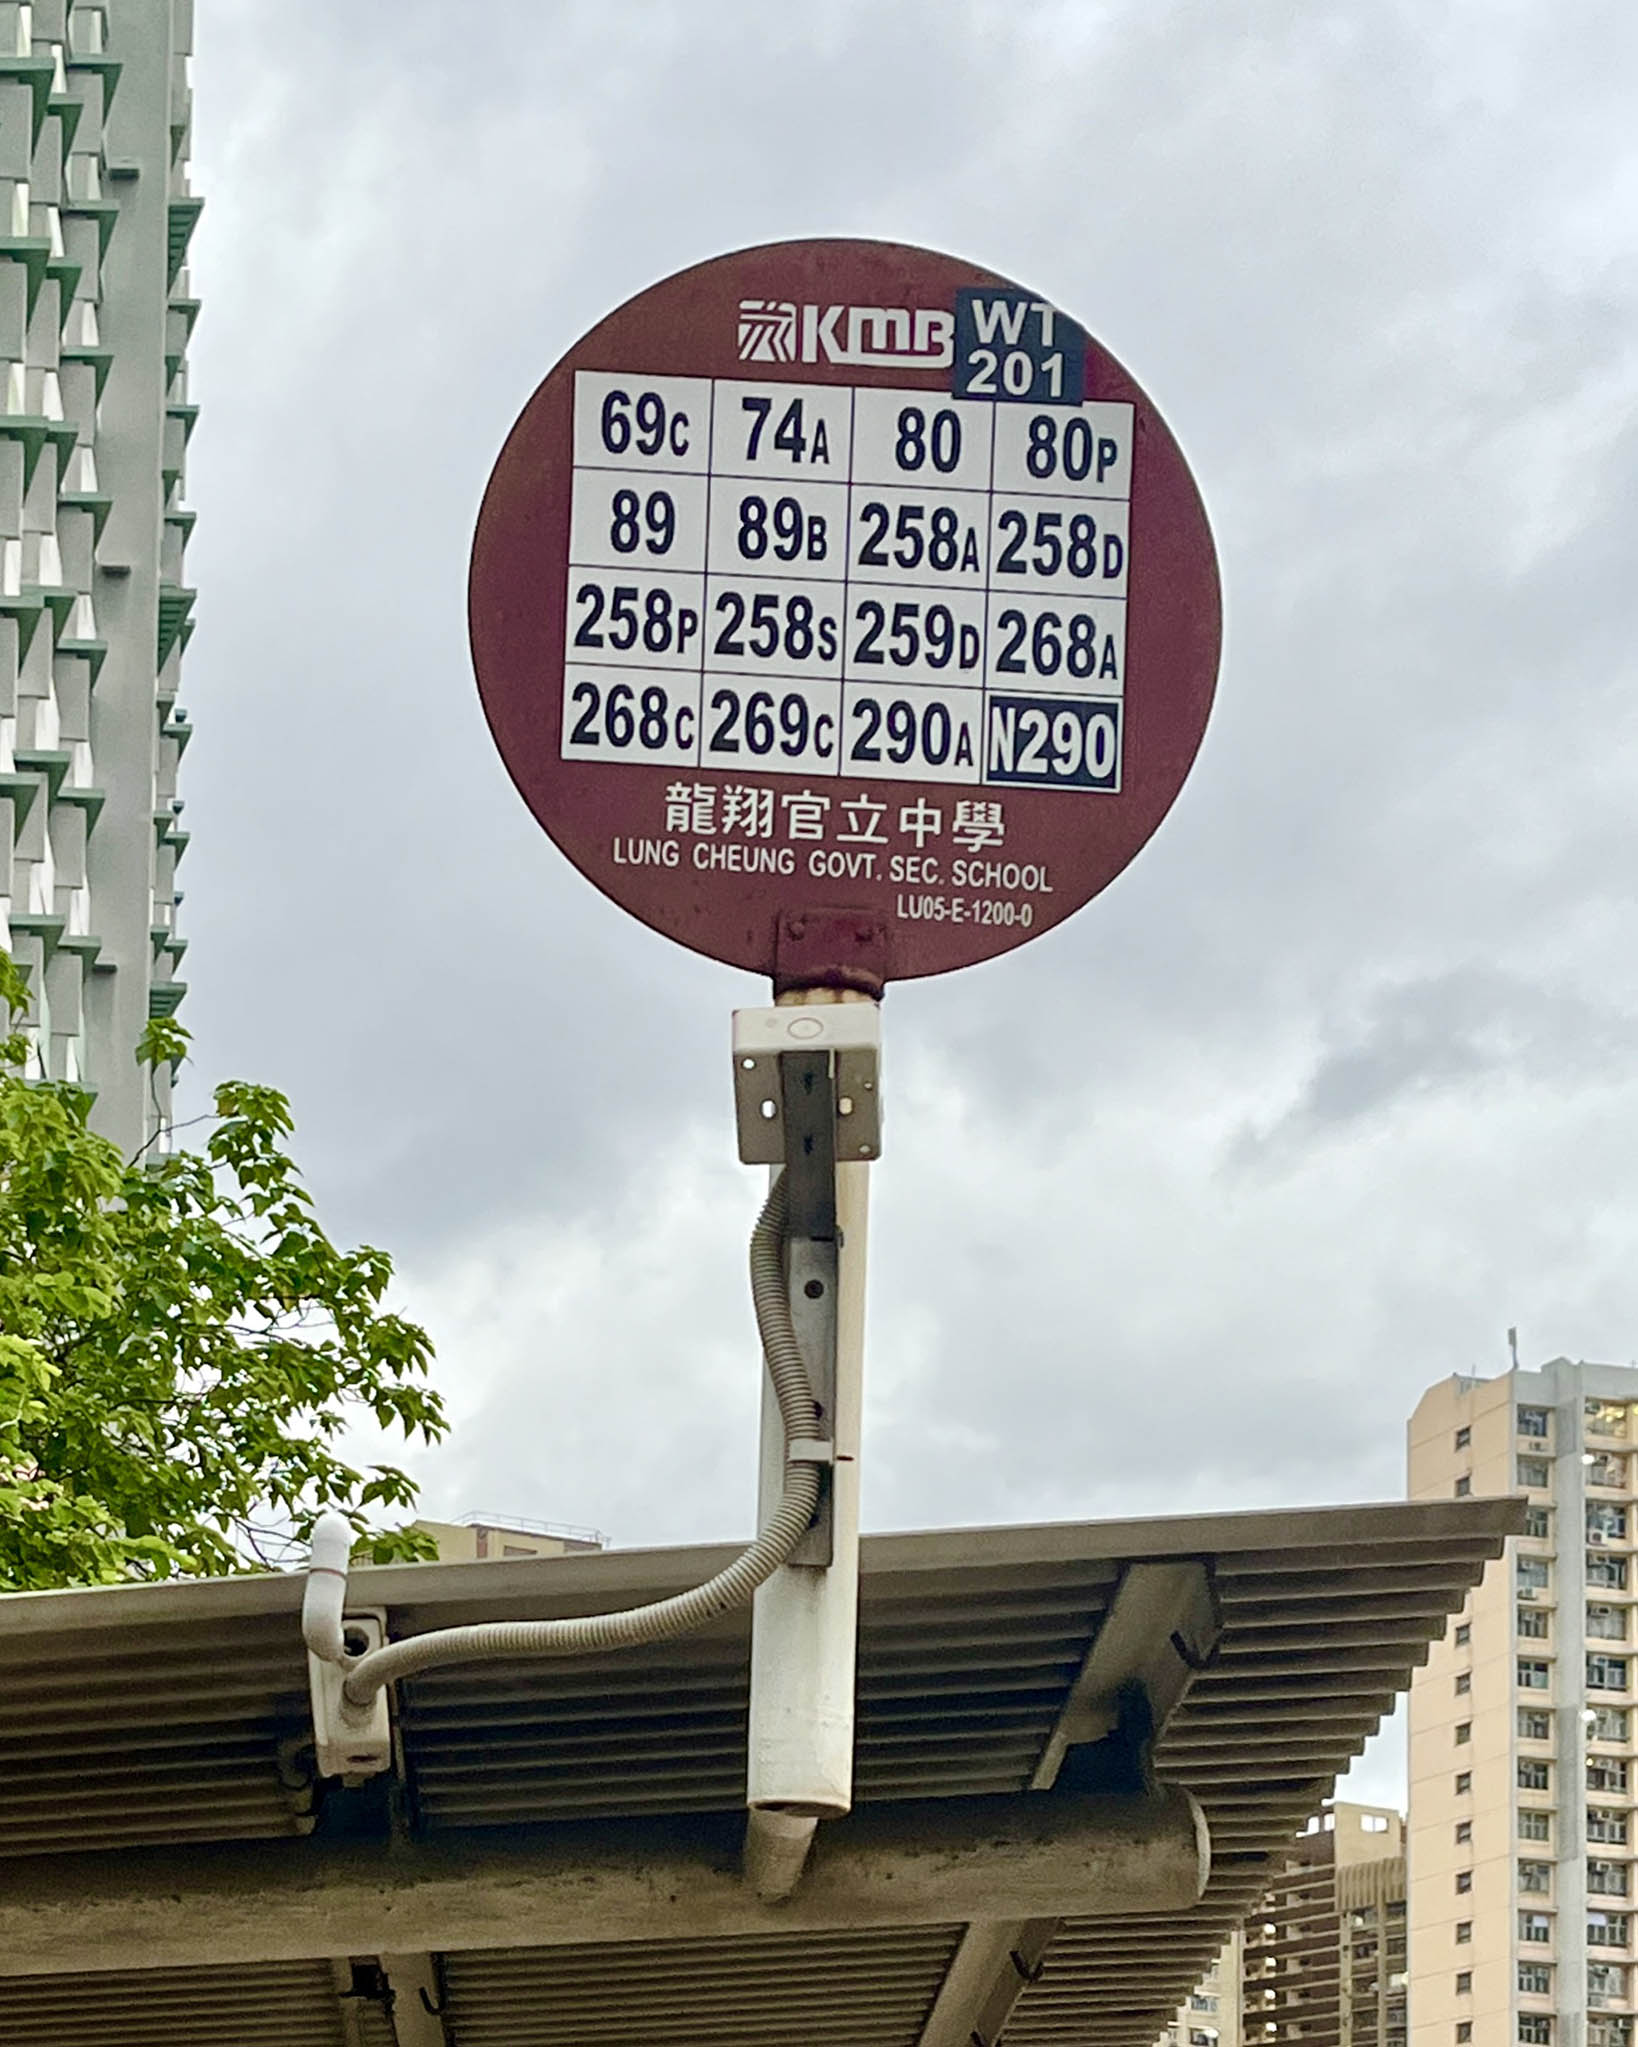 KMB WT
201
69C 74A 80 80P
89 89B 258A 258D
258P 258S 259D 268A
268C 269C 290A N290
龍翔官立中學
LUNG CHEUNG GOVT. SEC. SCHOOL
LU05-E-1200-0